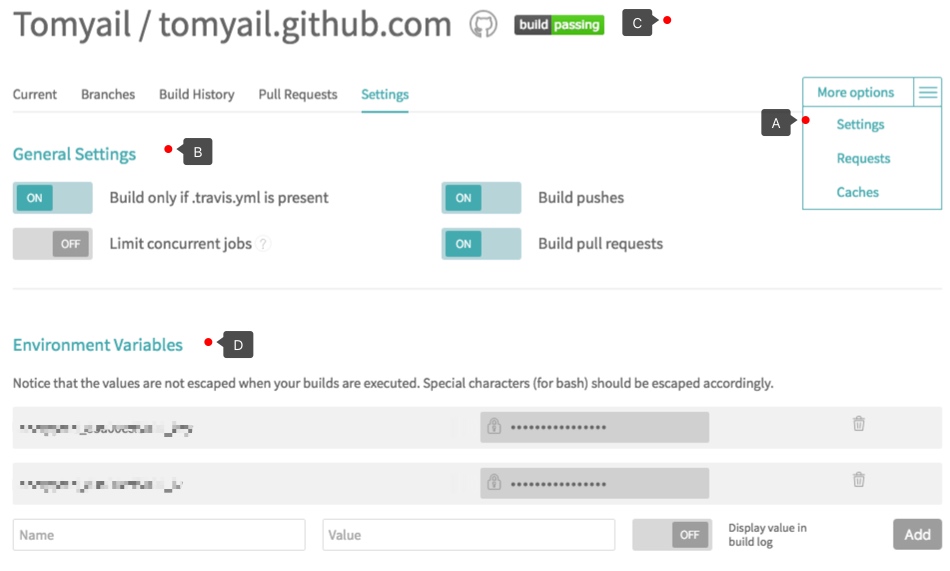 Tomyail / tomyail.github.com build passing C
Current Branches Build History Pull Requests Settings
More options
A
Settings
Requests
Caches
General Settings B
ON Build only if .travis.yml is present ON Build pushes
OFF Limit concurrent jobs ? ON Build pull requests
Environment Variables D
Notice that the values are not escaped when your builds are executed. Special characters (for bash) should be escaped accordingly.
••••••••••••••••
••••••••••••••••
Name Value OFF Display value in
build log
Add